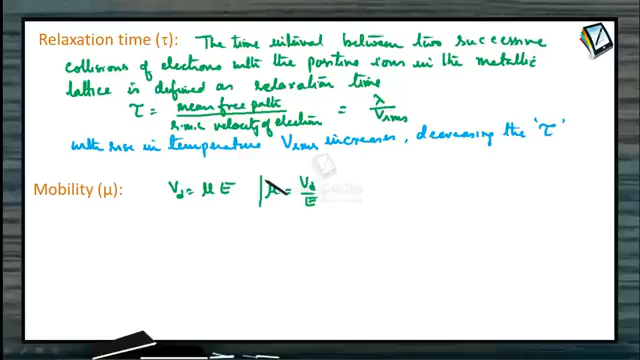 Relaxation time (τ): The time interval between two successive
collisions of electrons with the positive ions in the metallic
lattice is defined as relaxation time
τ = mean free path / r.m.s velocity of electron = λ / Vrms
with rise in temperature Vrms increases, decreasing the 'τ'
Mobility (μ): Vd = μ E | μ = Vd / E